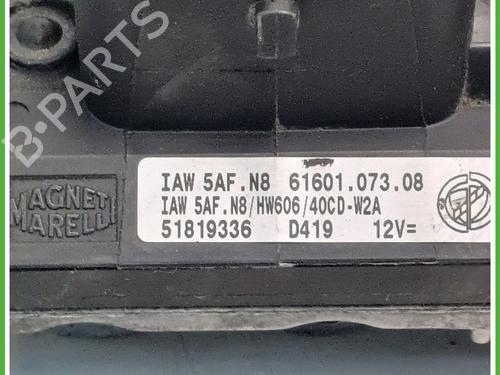 B-PARTS
MAGNETI
MARELLI
IAW 5AF.N8 61601.073.08
IAW 5AF.N8/HW606/40CD-W2A
51819336 D419 12V=